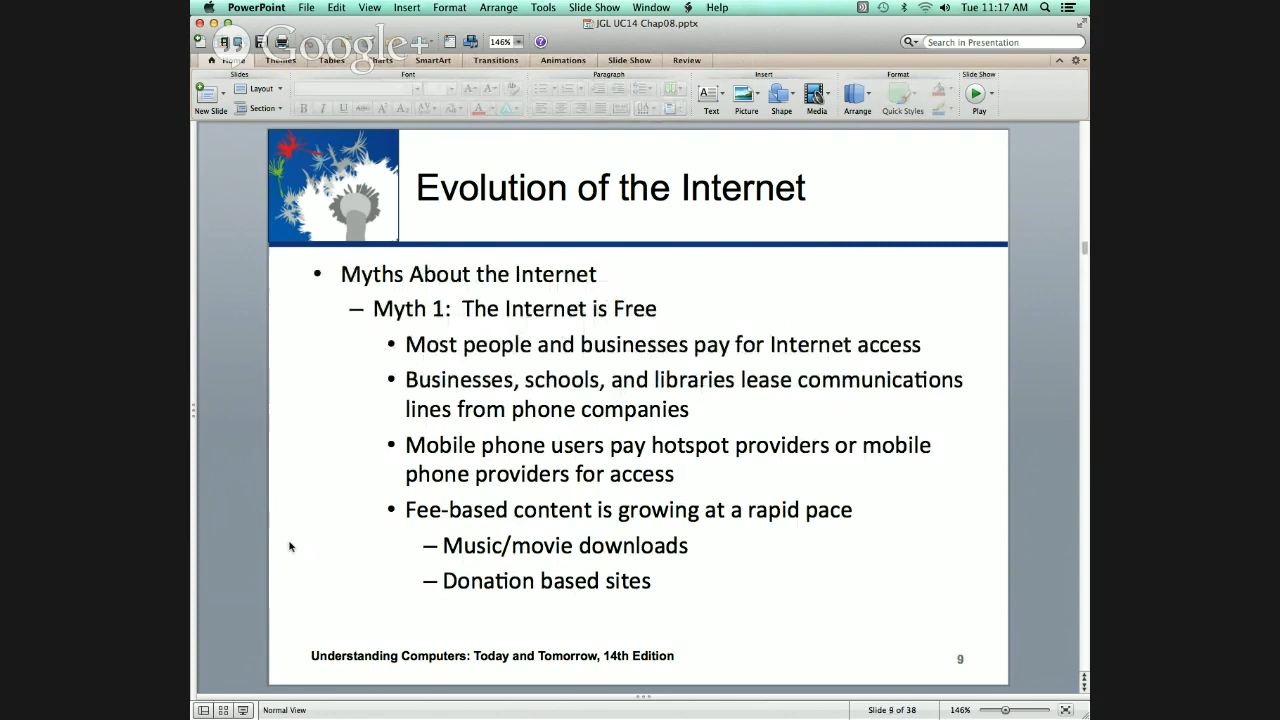 PowerPoint File Edit View Insert Format Arrange Tools Slide Show Window Help Tue 11:17 AM
JGL UC14 Chap08.pptx
146% Search in Presentation
Google+
Home Themes Tables Charts SmartArt Transitions Animations Slide Show Review
Slides Font Paragraph Insert Format Slide Show
Layout
New Slide Section Text Picture Shape Media Arrange Quick Styles Play
Evolution of the Internet
• Myths About the Internet
– Myth 1: The Internet is Free
• Most people and businesses pay for Internet access
• Businesses, schools, and libraries lease communications
lines from phone companies
• Mobile phone users pay hotspot providers or mobile
phone providers for access
• Fee-based content is growing at a rapid pace
– Music/movie downloads
– Donation based sites
Understanding Computers: Today and Tomorrow, 14th Edition 9
Normal View Slide 9 of 38 146%